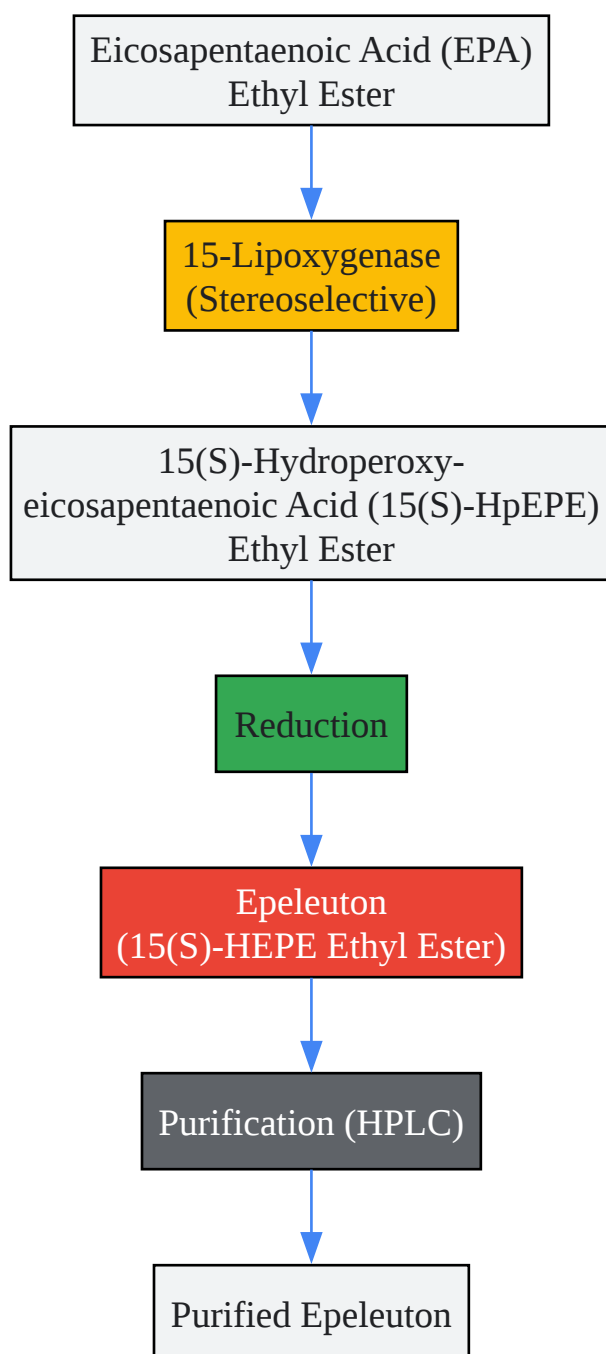 Eicosapentaenoic Acid (EPA)
Ethyl Ester
15-Lipoxygenase
(Stereoselective)
15(S)-Hydroperoxy-
eicosapentaenoic Acid (15(S)-HpEPE)
Ethyl Ester
Reduction
Epeleuton
(15(S)-HEPE Ethyl Ester)
Purification (HPLC)
Purified Epeleuton